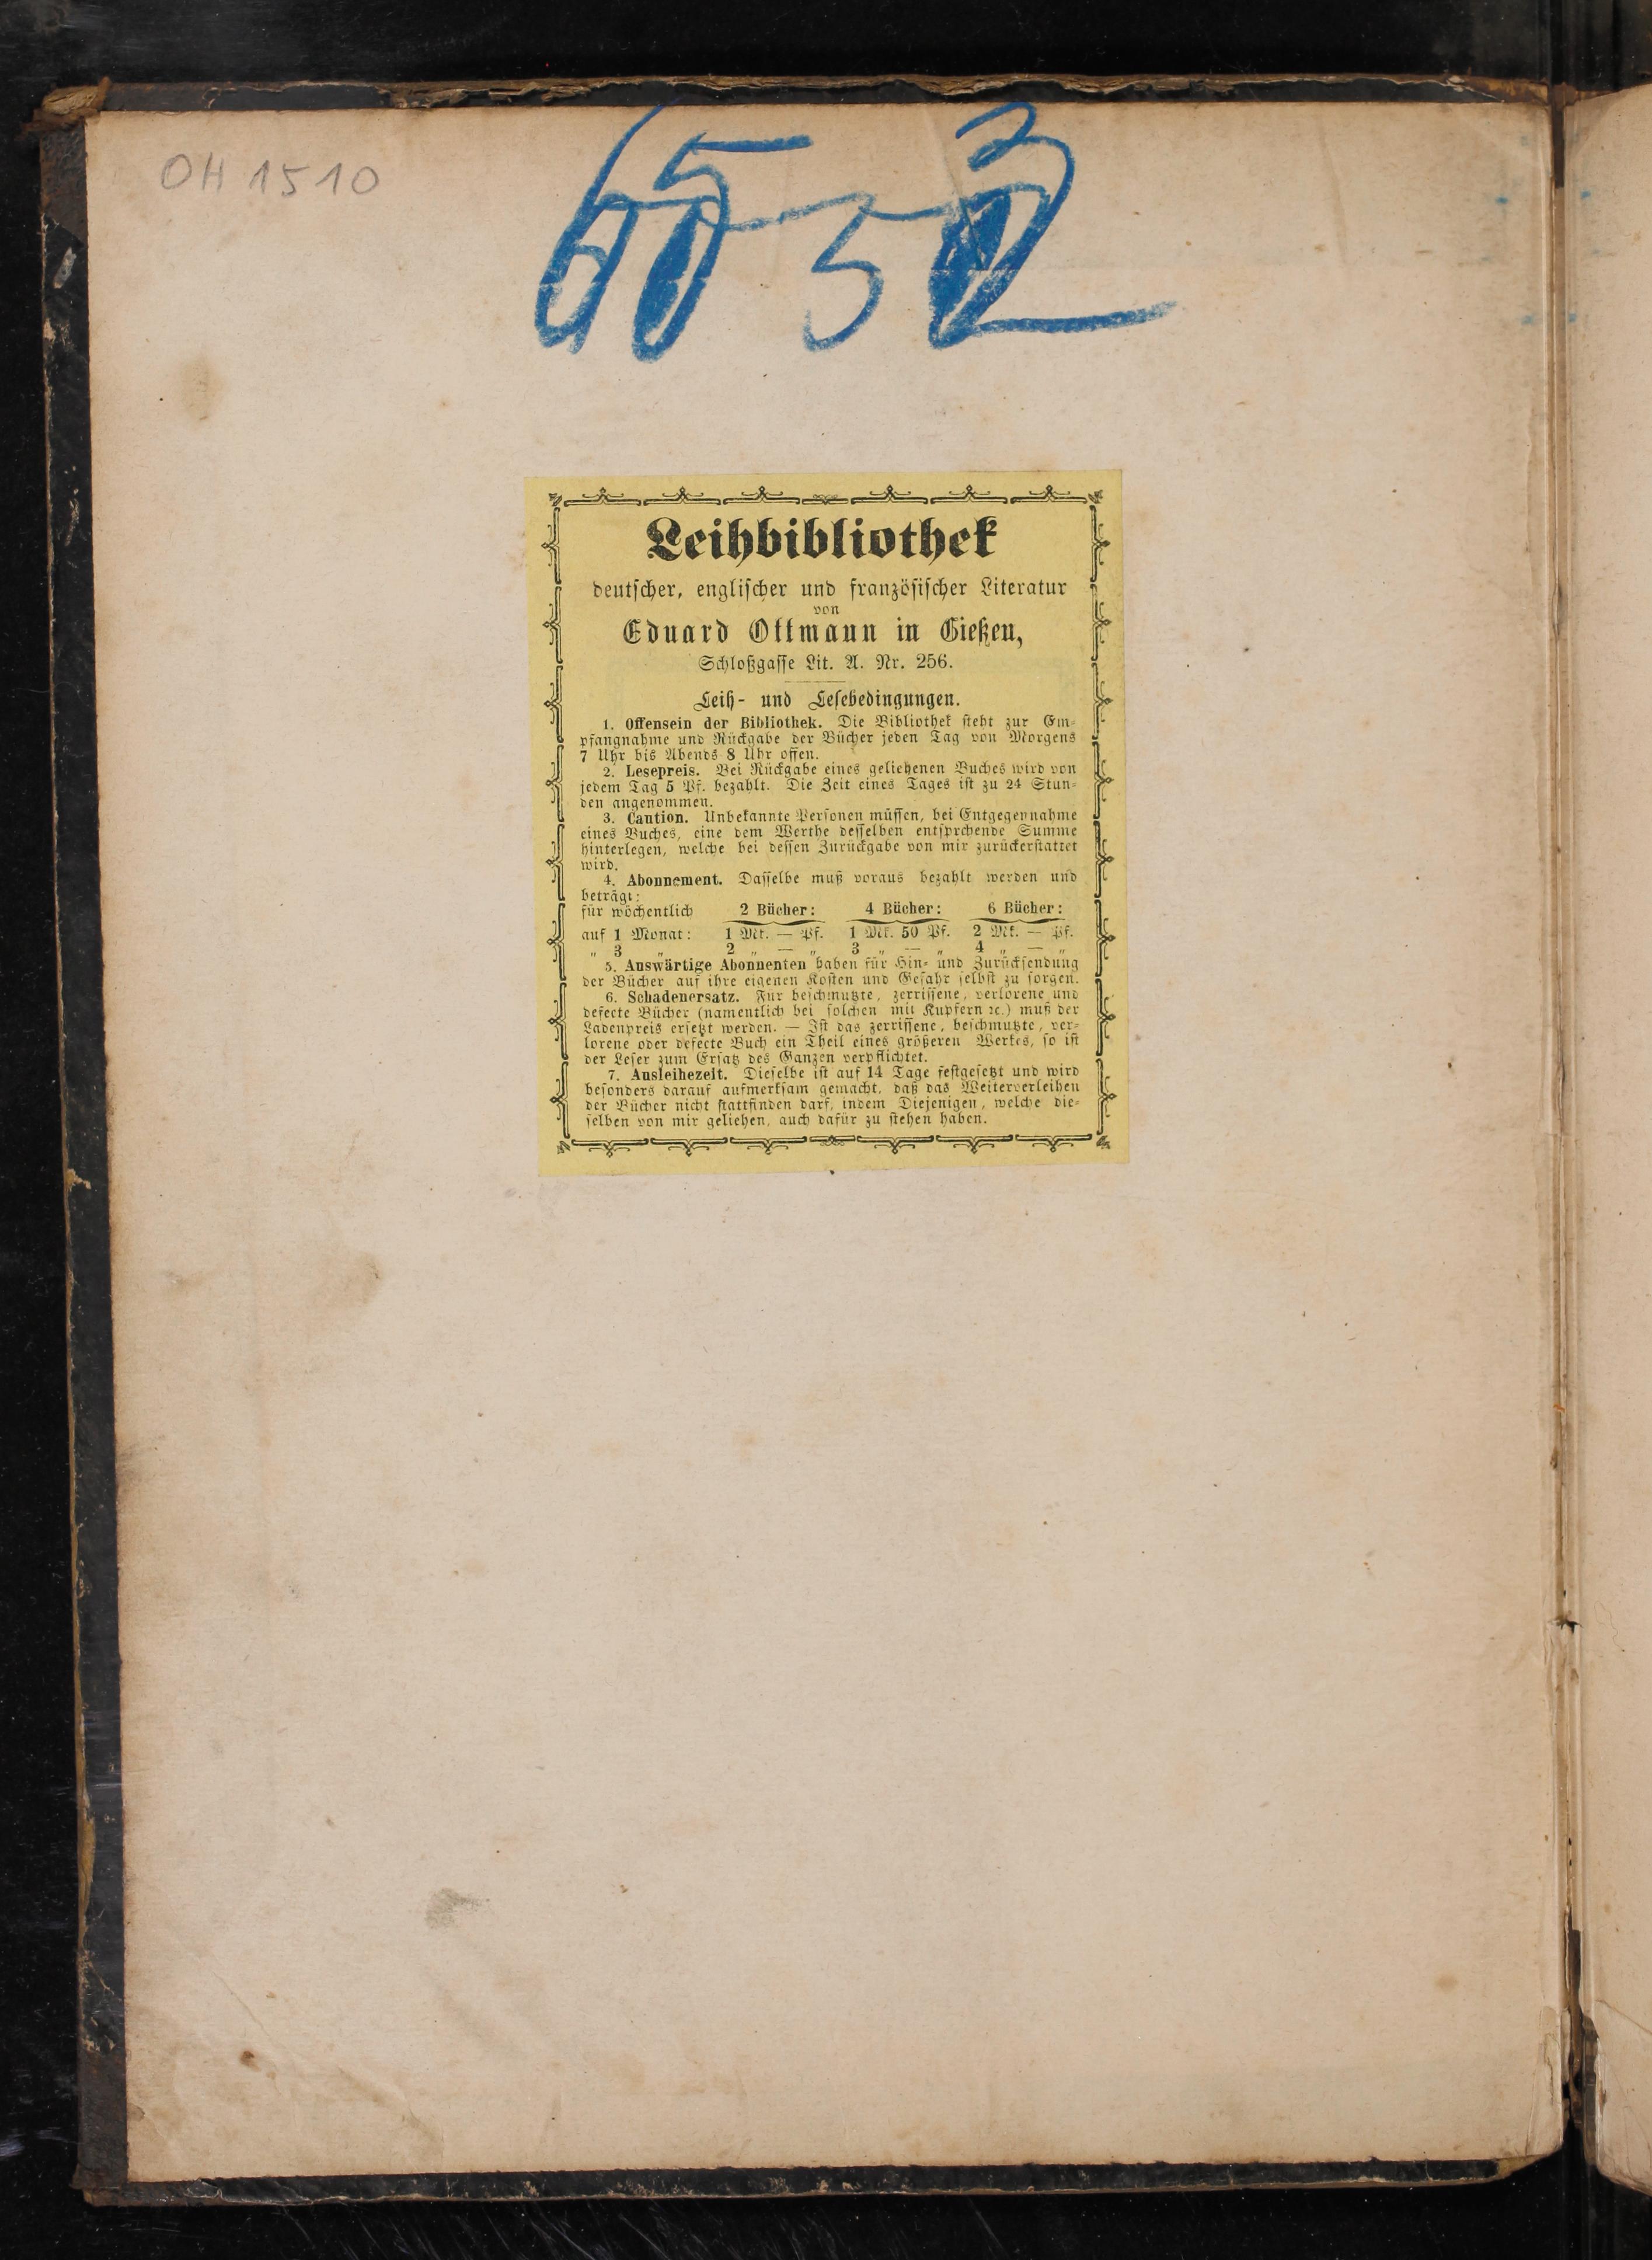 OH 1510
Leihbibliothek
deutscher, englischer und französischer Literatur
von
Eduard Ottmann in Gießen,
Schloßgasse Lit. A. Nr. 256.
Leih- und Lesebedingungen.
1. Offensein der Bibliothek. Die Bibliothek steht zur Em-
pfangnahme und Rückgabe der Bücher jeden Tag von Morgens
7 Uhr bis Abends 8 Uhr offen.
2. Lesepreis. Bei Rückgabe eines geliehenen Buches wird von
jedem Tag 5 Pf. bezahlt. Die Zeit eines Tages ist zu 24 Stun-
den angenommen.
3. Caution. Unbekannte Personen müssen, bei Entgegennahme
eines Buches, eine dem Werthe desselben entsprchende Summe
hinterlegen, welche bei dessen Zurückgabe von mir zurückerstattet
wird.
4. Abonnement. Dasselbe muß voraus bezahlt werden und
beträgt:
für wöchentlich 2 Bücher: 4 Bücher: 6 Bücher:
auf 1 Monat: 1 Mk. — Pf. 1 Mk. 50 Pf. 2 Mk. — Pf.
„ 3 „ 2 „ — „ 3 „ — „ 4 „ — „
5. Auswärtige Abonnenten haben für Hin- und Zurücksendung
der Bücher auf ihre eigenen Kosten und Gefahr selbst zu sorgen.
6. Schadenersatz. Für beschmutzte, zerrissene, verlorene und
defecte Bücher (namentlich bei solchen mit Kupfern ꝛc.) muß der
Ladenpreis ersetzt werden. — Ist das zerrissene, beschmutzte, ver-
lorene oder defecte Buch ein Theil eines größeren Werkes, so ist
der Leser zum Ersatz des Ganzen verpflichtet.
7. Ausleihezeit. Dieselbe ist auf 14 Tage festgesetzt und wird
besonders darauf aufmerksam gemacht, daß das Weiterverleihen
der Bücher nicht stattfinden darf, indem Diejenigen, welche die-
selben von mir geliehen, auch dafür zu stehen haben.